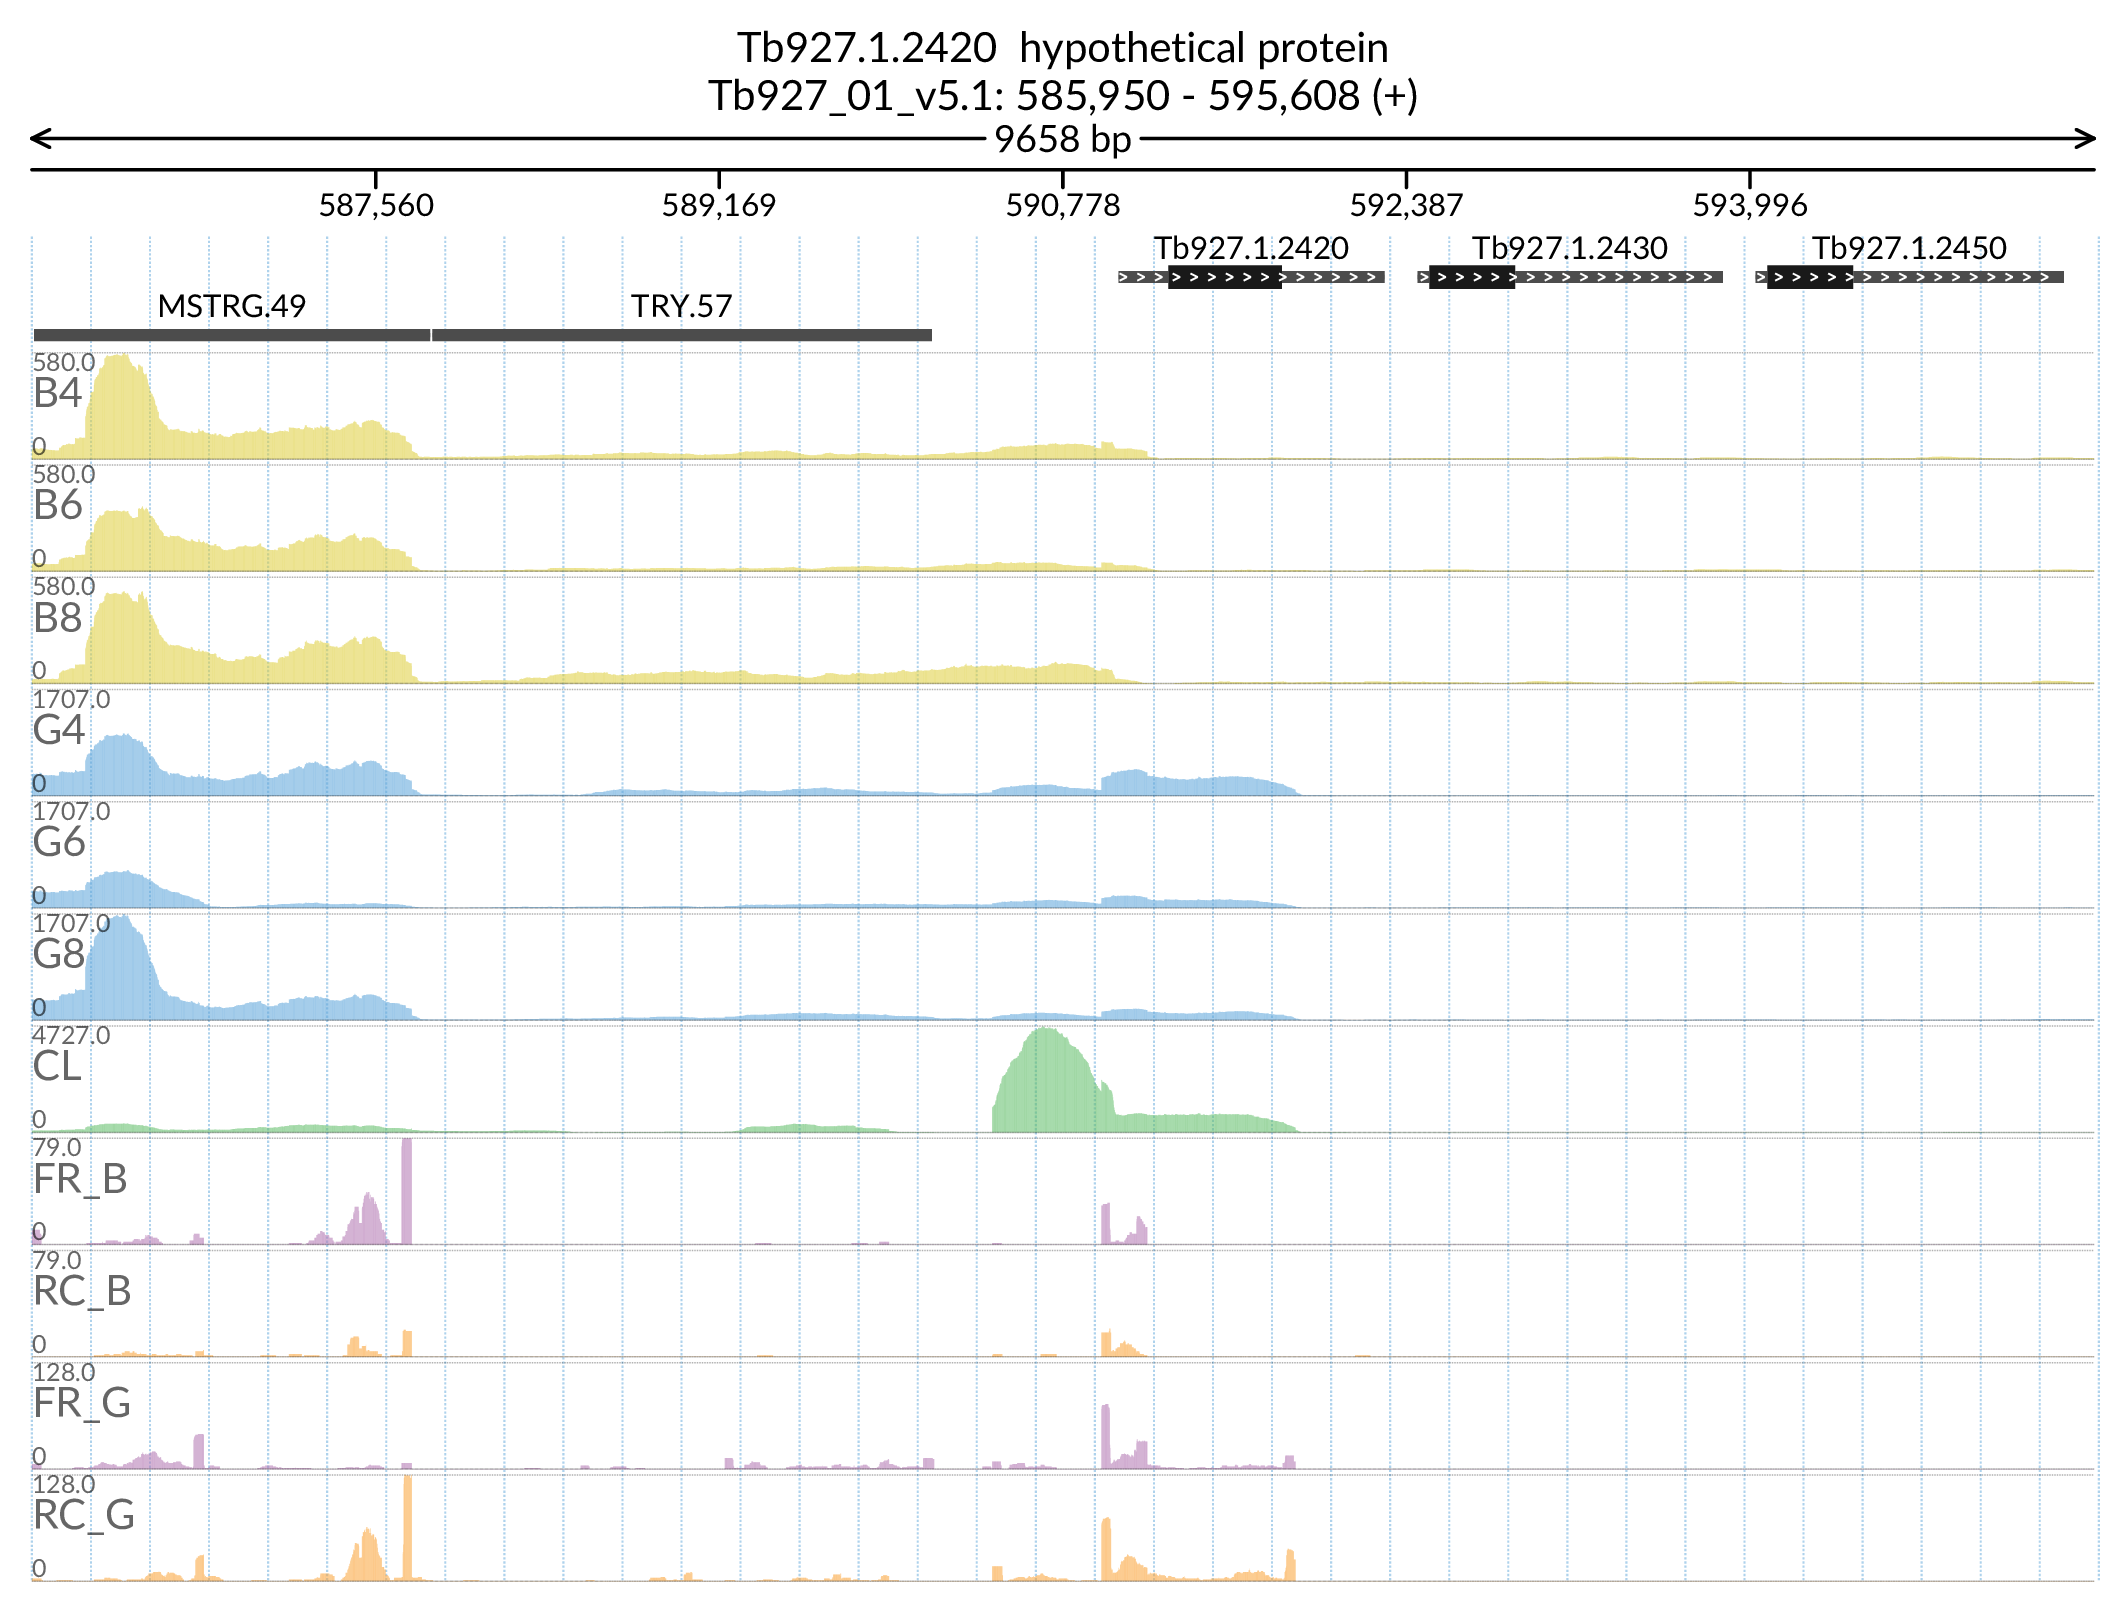 Tb927.1.2420  hypothetical protein
Tb927_01_v5.1: 585,950 - 595,608 (+)
9658 bp
587,560 589,169 590,778 592,387 593,996
Tb927.1.2420 Tb927.1.2430 Tb927.1.2450
MSTRG.49 TRY.57
580.0
B4
0
580.0
B6
0
580.0
B8
0
1707.0
G4
0
1707.0
G6
0
1707.0
G8
0
4727.0
CL
0
79.0
FR_B
0
79.0
RC_B
0
128.0
FR_G
0
128.0
RC_G
0